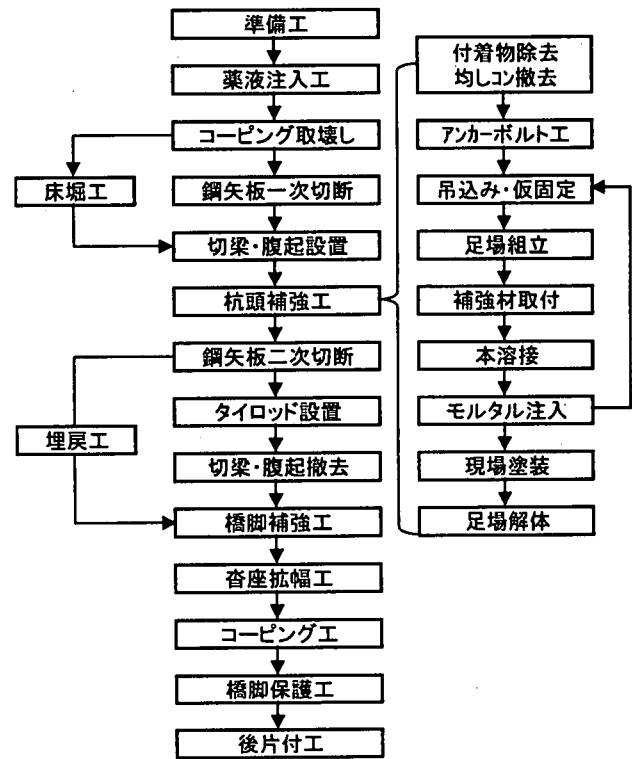 準備工
薬液注入工
コーピング取壊し
床堀工
鋼矢板一次切断
切梁・腹起設置
杭頭補強工
鋼矢板二次切断
タイロッド設置
埋戻工
切梁・腹起撤去
橋脚補強工
沓座拡幅工
コーピング工
橋脚保護工
後片付工
付着物除去
均しコン撤去
アンカーボルト工
吊込み・仮固定
足場組立
補強材取付
本溶接
モルタル注入
現場塗装
足場解体